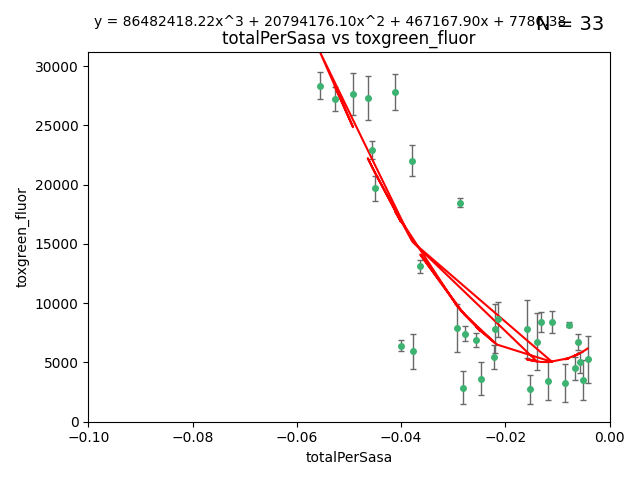 y = 86482418.22x^3 + 20794176.10x^2 + 467167.90x + 7786.38
N = 33
totalPerSasa vs toxgreen_fluor
30000
25000
20000
15000
10000
5000
0
toxgreen_fluor
−0.10 −0.08 −0.06 −0.04 −0.02 0.00
totalPerSasa